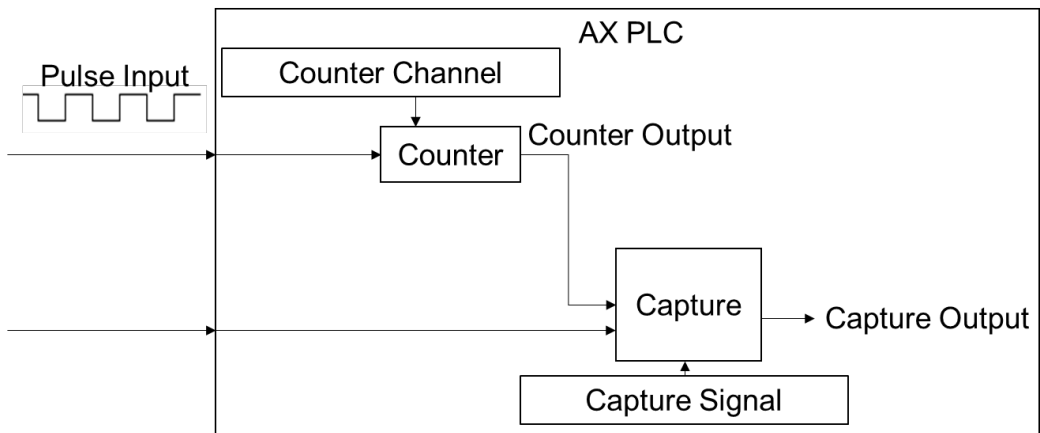 AX PLC
Pulse Input
Counter Channel
Counter Output
Counter
Capture
Capture Output
Capture Signal